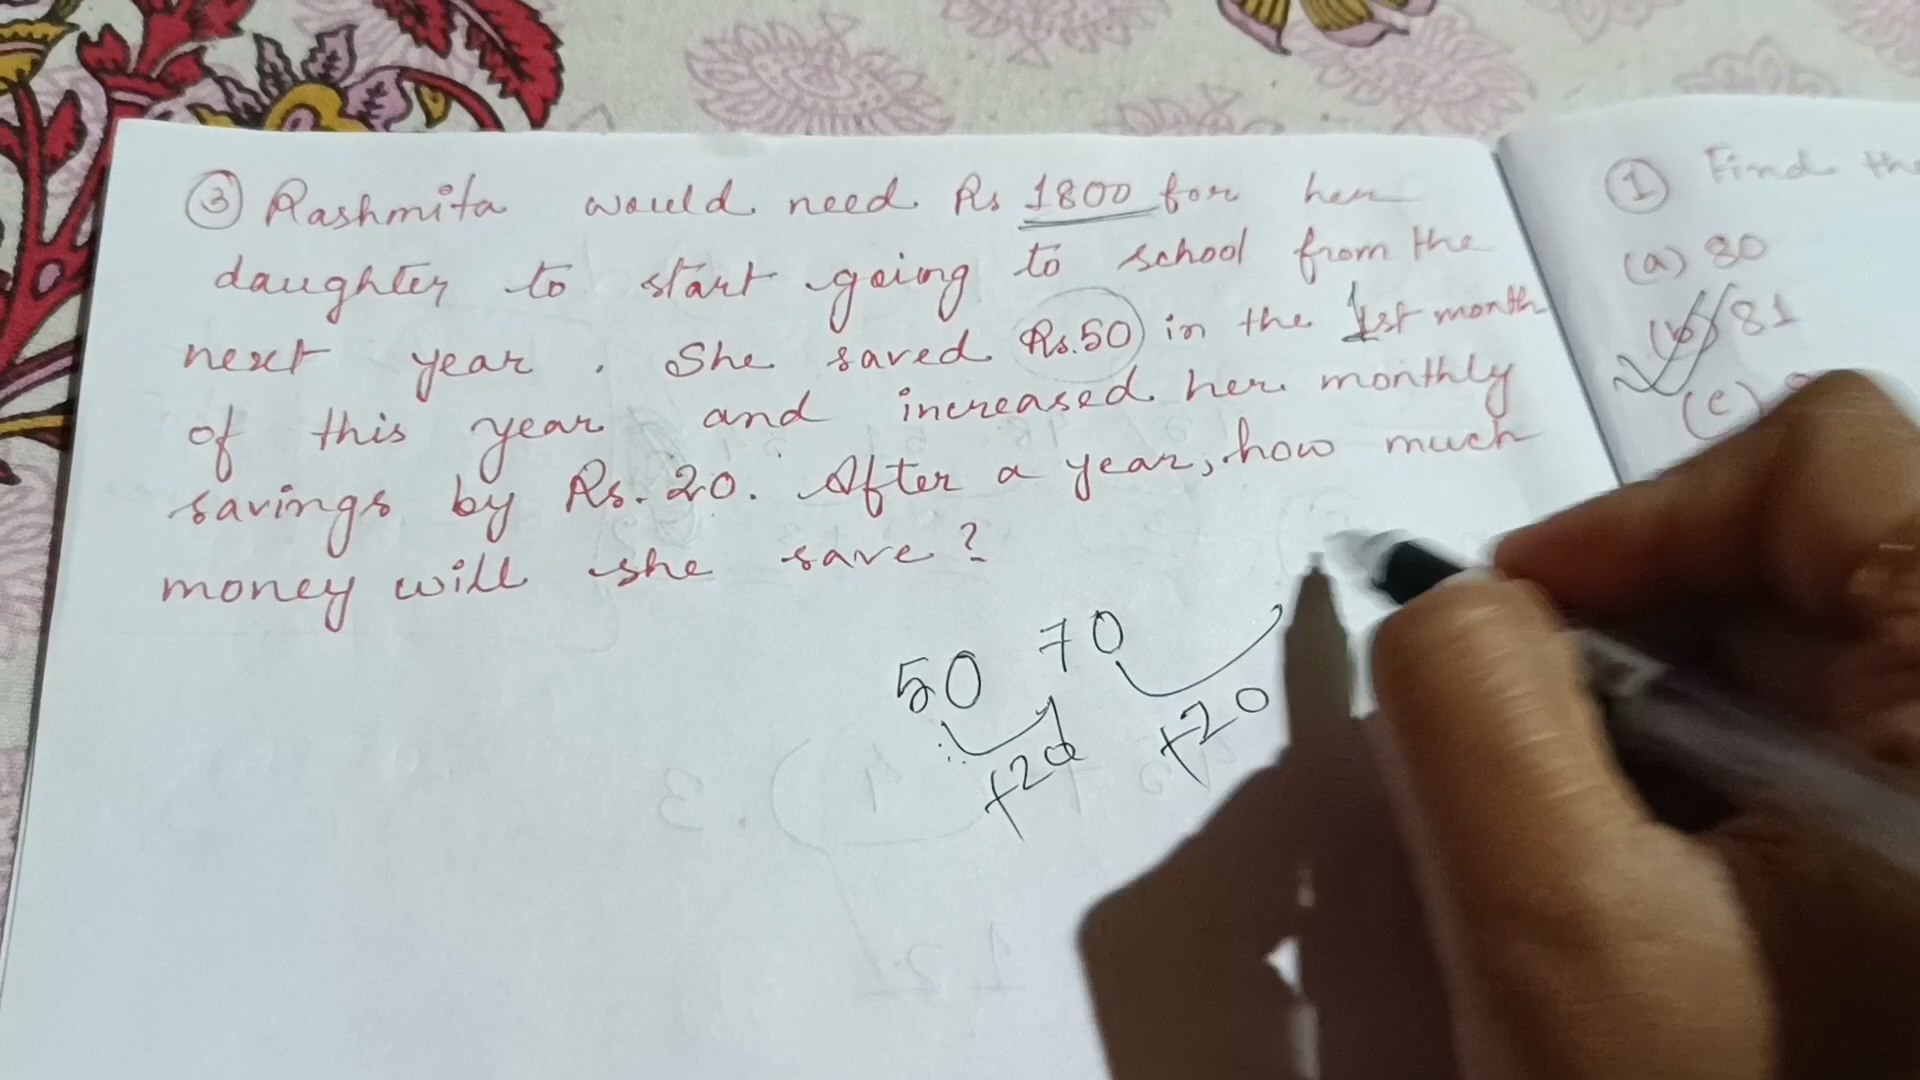 ③ Rashmita would need Rs 1800 for her
daughter to start going to school from the
next year. She saved Rs.50 in the 1st month
of this year and increased her monthly
savings by Rs.20. After a year, how much
money will she save?
50 70
+20 +20
① Find the
(a) 80
(b) 81
(c)